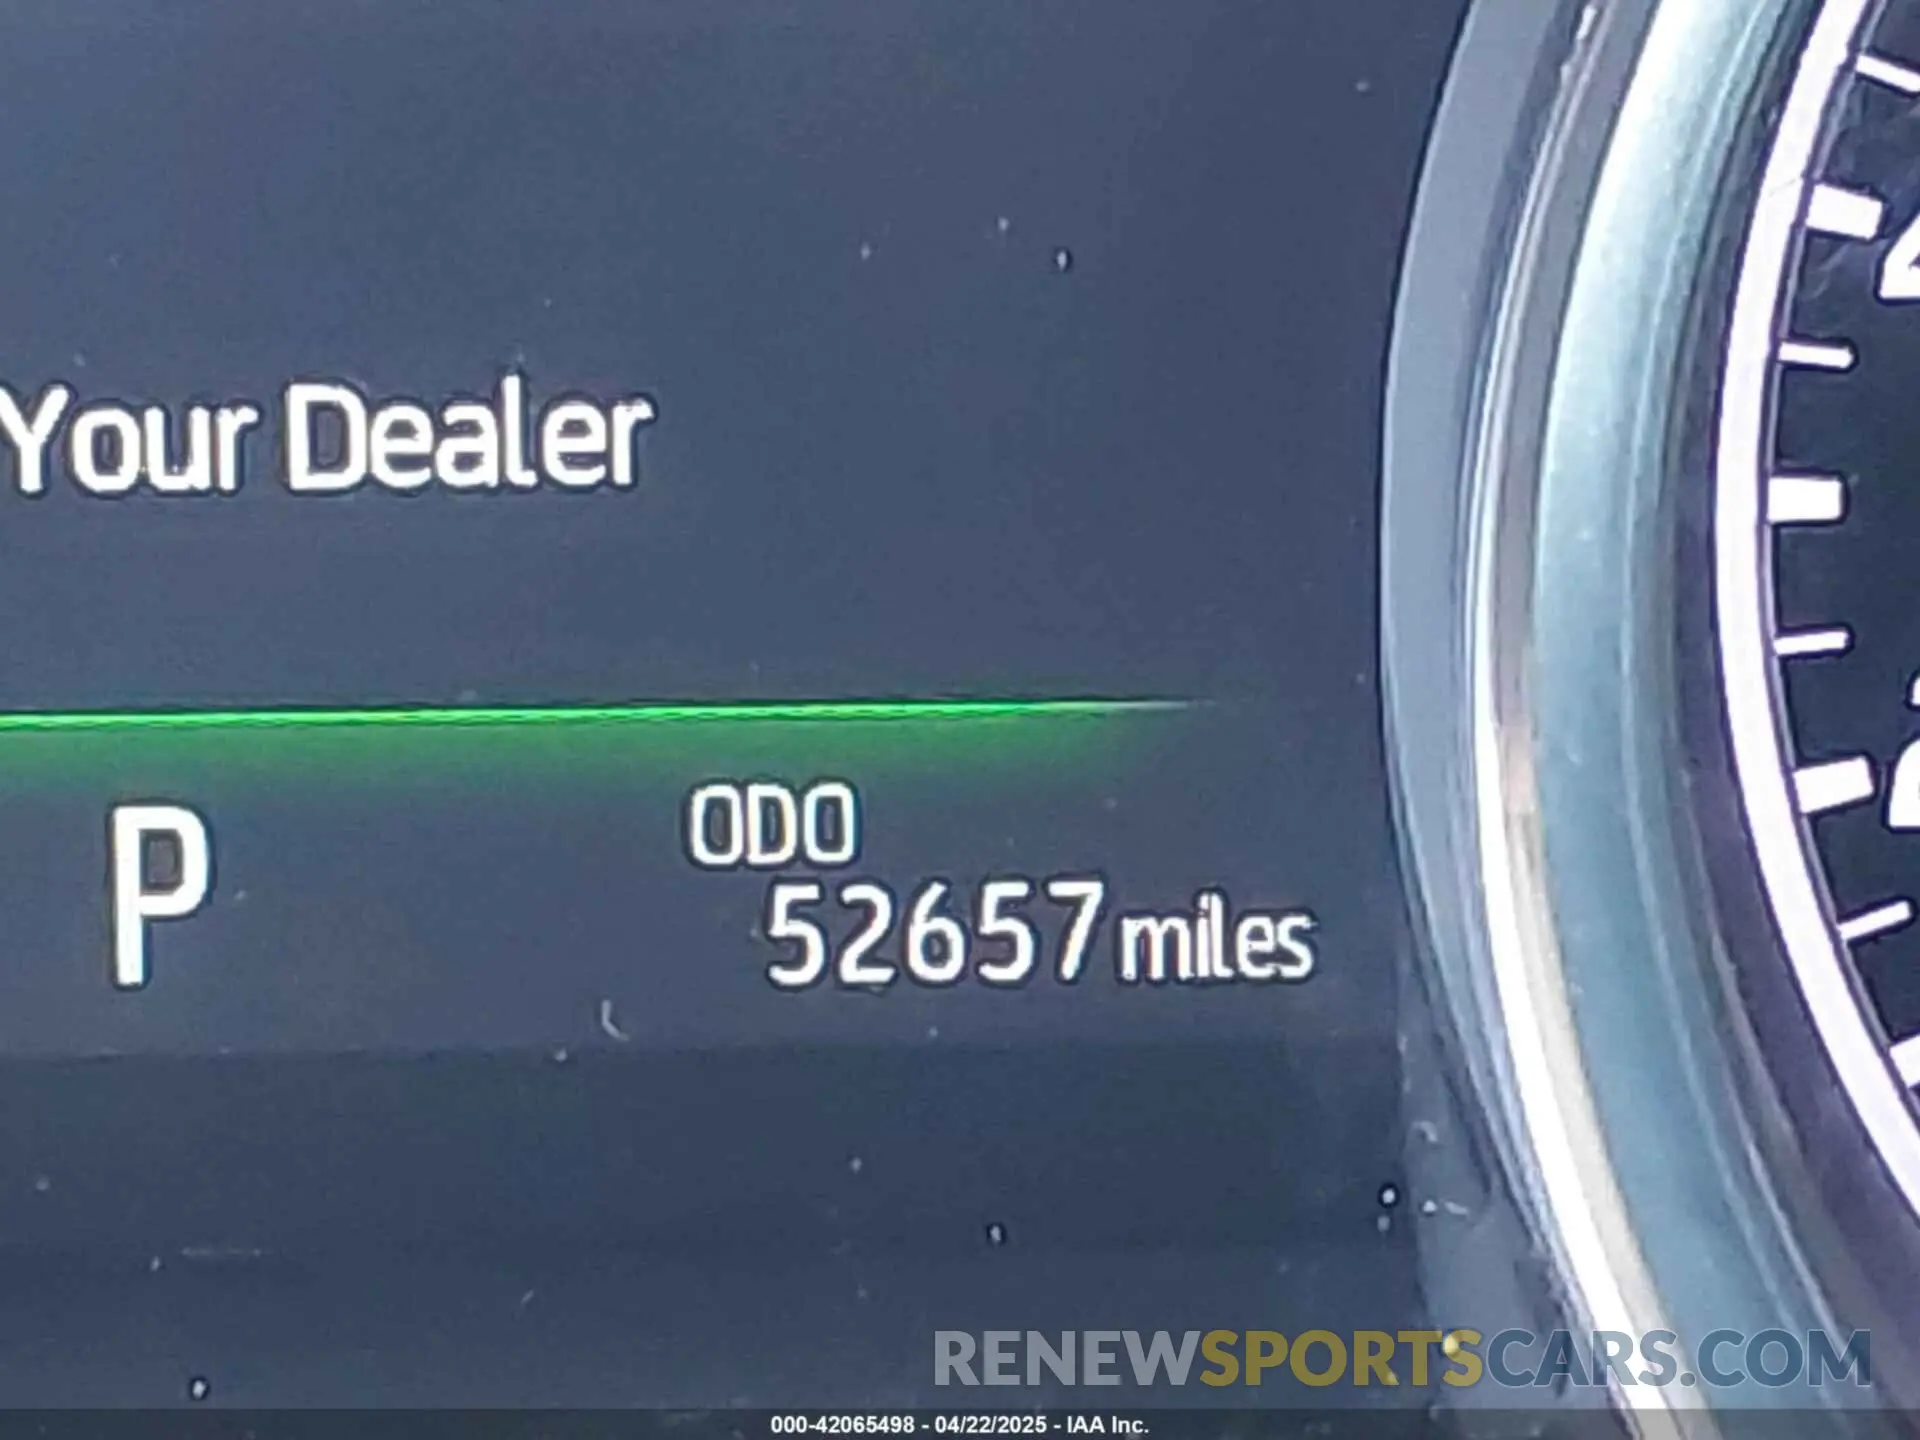 Your Dealer
P
ODO
52657 miles
RENEWSPORTSCARS.COM
000-42065498 - 04/22/2025 - IAA Inc.